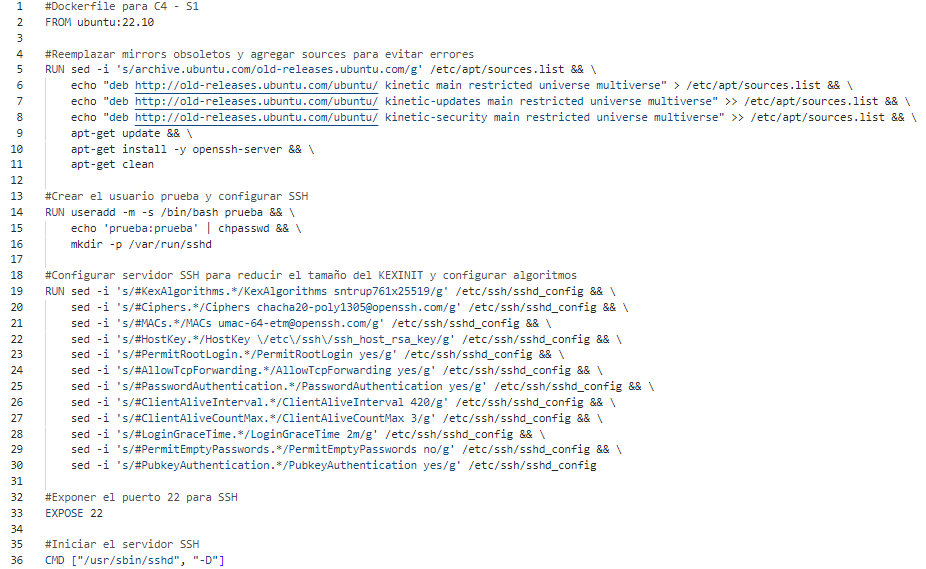 1 #Dockerfile para C4 - S1
2 FROM ubuntu:22.10
3
4 #Reemplazar mirrors obsoletos y agregar sources para evitar errores
5 RUN sed -i 's/archive.ubuntu.com/old-releases.ubuntu.com/g' /etc/apt/sources.list && \
6 echo "deb http://old-releases.ubuntu.com/ubuntu/ kinetic main restricted universe multiverse" > /etc/apt/sources.list && \
7 echo "deb http://old-releases.ubuntu.com/ubuntu/ kinetic-updates main restricted universe multiverse" >> /etc/apt/sources.list && \
8 echo "deb http://old-releases.ubuntu.com/ubuntu/ kinetic-security main restricted universe multiverse" >> /etc/apt/sources.list && \
9 apt-get update && \
10 apt-get install -y openssh-server && \
11 apt-get clean
12
13 #Crear el usuario prueba y configurar SSH
14 RUN useradd -m -s /bin/bash prueba && \
15 echo 'prueba:prueba' | chpasswd && \
16 mkdir -p /var/run/sshd
17
18 #Configurar servidor SSH para reducir el tamaño del KEXINIT y configurar algoritmos
19 RUN sed -i 's/#KexAlgorithms.*/KexAlgorithms sntrup761x25519/g' /etc/ssh/sshd_config && \
20 sed -i 's/#Ciphers.*/Ciphers chacha20-poly1305@openssh.com/g' /etc/ssh/sshd_config && \
21 sed -i 's/#MACs.*/MACs umac-64-etm@openssh.com/g' /etc/ssh/sshd_config && \
22 sed -i 's/#HostKey.*/HostKey \/etc\/ssh\/ssh_host_rsa_key/g' /etc/ssh/sshd_config && \
23 sed -i 's/#PermitRootLogin.*/PermitRootLogin yes/g' /etc/ssh/sshd_config && \
24 sed -i 's/#AllowTcpForwarding.*/AllowTcpForwarding yes/g' /etc/ssh/sshd_config && \
25 sed -i 's/#PasswordAuthentication.*/PasswordAuthentication yes/g' /etc/ssh/sshd_config && \
26 sed -i 's/#ClientAliveInterval.*/ClientAliveInterval 420/g' /etc/ssh/sshd_config && \
27 sed -i 's/#ClientAliveCountMax.*/ClientAliveCountMax 3/g' /etc/ssh/sshd_config && \
28 sed -i 's/#LoginGraceTime.*/LoginGraceTime 2m/g' /etc/ssh/sshd_config && \
29 sed -i 's/#PermitEmptyPasswords.*/PermitEmptyPasswords no/g' /etc/ssh/sshd_config && \
30 sed -i 's/#PubkeyAuthentication.*/PubkeyAuthentication yes/g' /etc/ssh/sshd_config
31
32 #Exponer el puerto 22 para SSH
33 EXPOSE 22
34
35 #Iniciar el servidor SSH
36 CMD ["/usr/sbin/sshd", "-D"]